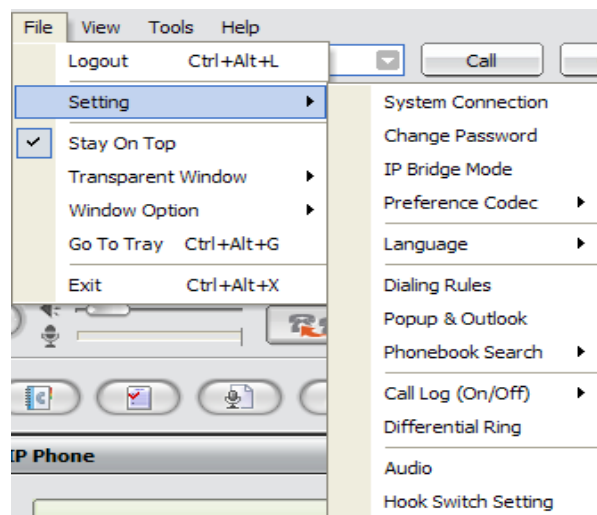 File View Tools Help
Logout Ctrl+Alt+L
Call
Setting
Stay On Top
Transparent Window
Window Option
Go To Tray Ctrl+Alt+G
Exit Ctrl+Alt+X
System Connection
Change Password
IP Bridge Mode
Preference Codec
Language
Dialing Rules
Popup & Outlook
Phonebook Search
Call Log (On/Off)
Differential Ring
Audio
Hook Switch Setting
IP Phone